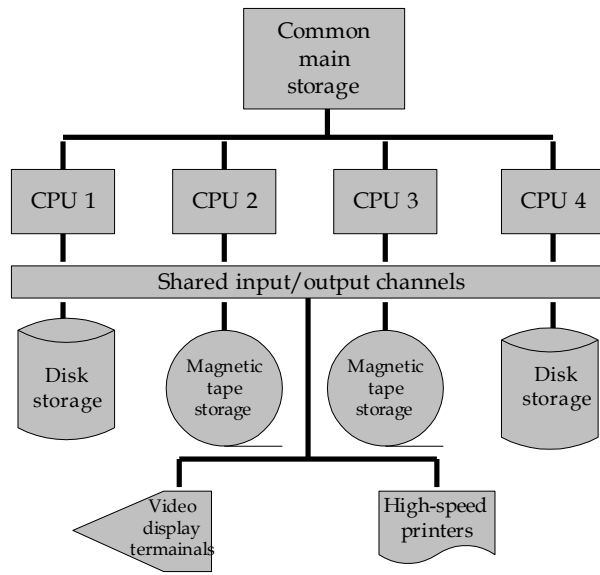 Common
main
storage
CPU 1
CPU 2
CPU 3
CPU 4
Shared input/output channels
Disk
storage
Magnetic
tape
storage
Magnetic
tape
storage
Disk
storage
Video
display
termainals
High-speed
printers